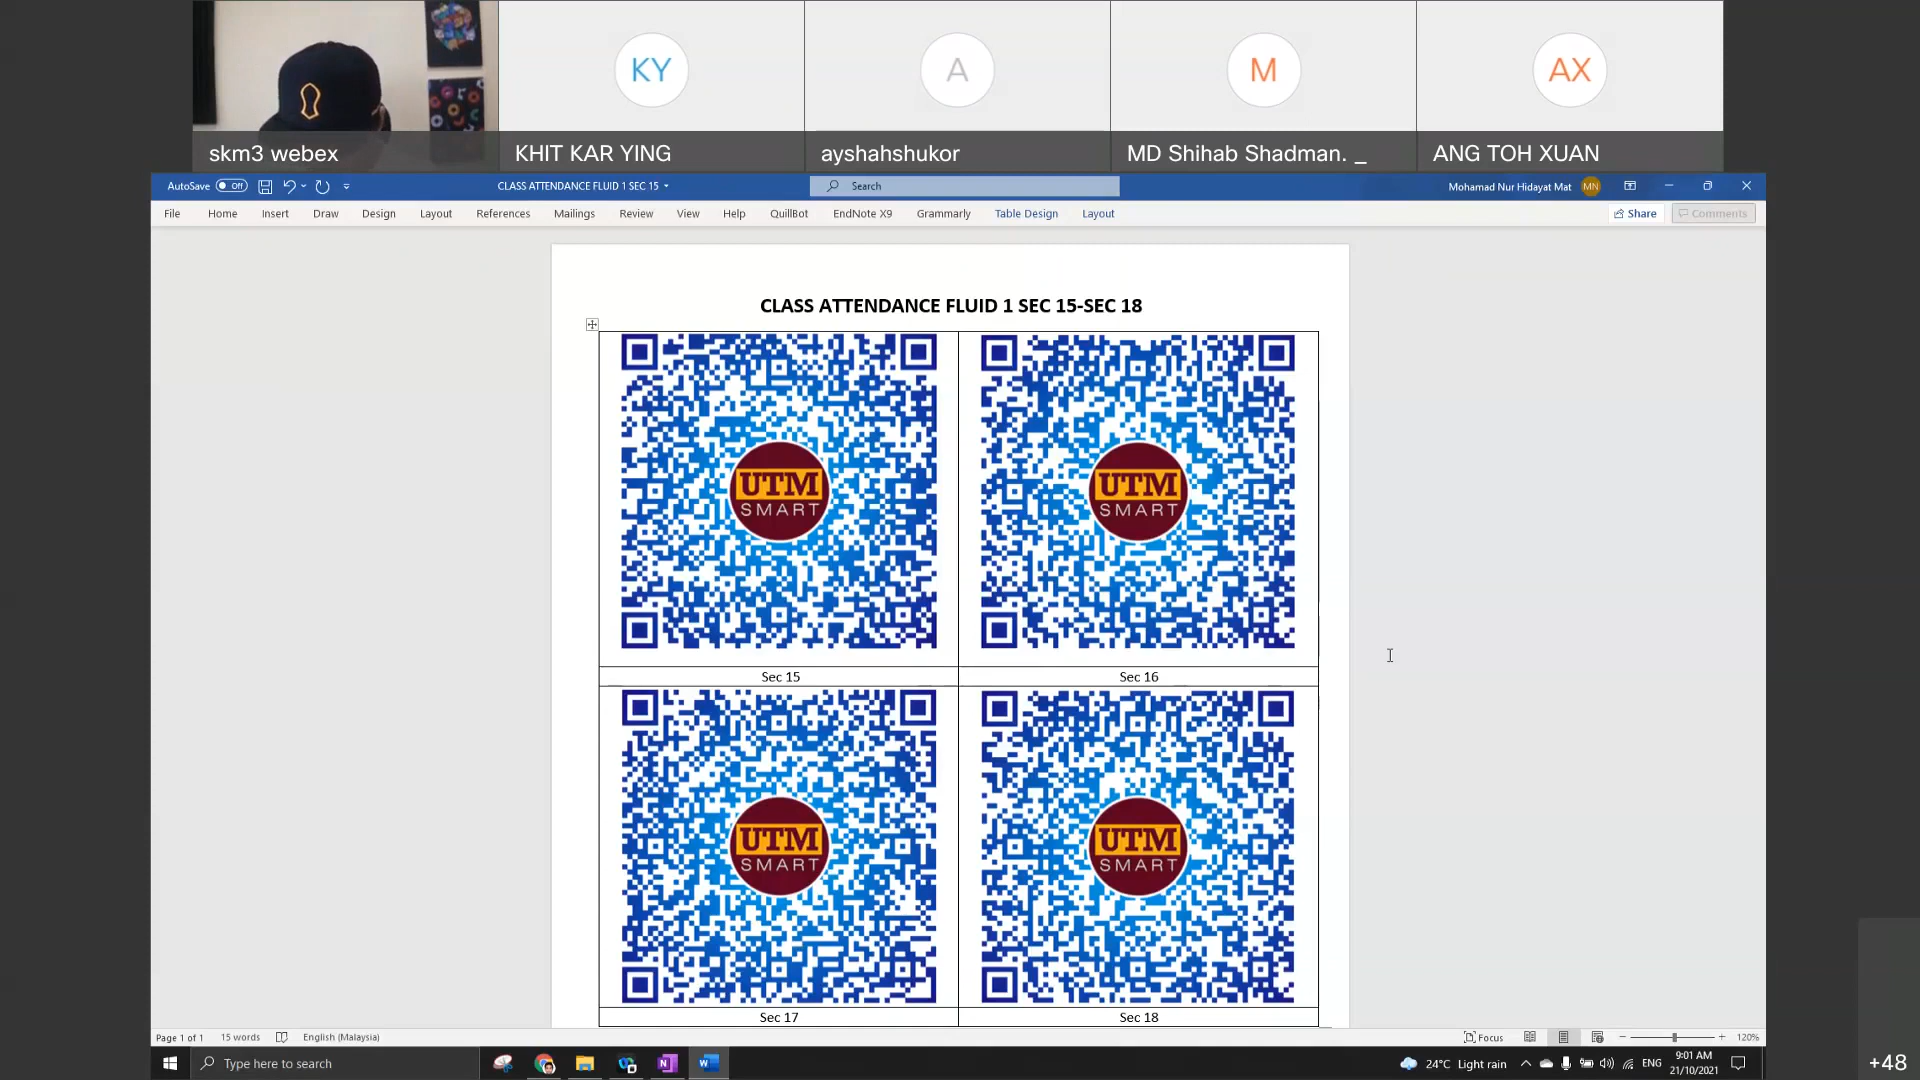 KY
A
M
AX
skm3 webex
KHIT KAR YING
ayshahshukor
MD Shihab Shadman. _
ANG TOH XUAN
AutoSave Off
CLASS ATTENDANCE FLUID 1 SEC 15
Search
Mohamad Nur Hidayat Mat MN
File Home Insert Draw Design Layout References Mailings Review View Help QuillBot EndNote X9 Grammarly Table Design Layout Share Comments
CLASS ATTENDANCE FLUID 1 SEC 15-SEC 18
UTM
SMART
UTM
SMART
Sec 15 Sec 16
UTM
SMART
UTM
SMART
Sec 17 Sec 18
Page 1 of 1 15 words English (Malaysia) Focus 120%
Type here to search
24°C Light rain ENG
9:01 AM
21/10/2021
+48